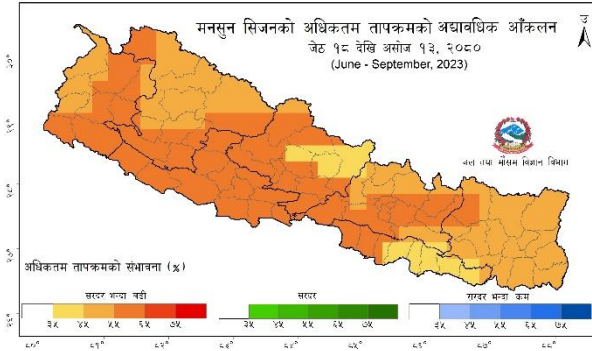 मनसुन सिजनको अधिकतम तापक्रमको अद्यावधिक आँकलन
जेठ १८ देखि असोज १३, २०८०
(June - September, 2023)
उ
जल तथा मौसम विज्ञान विभाग
अधिकतम तापक्रमको संभावना (%)
सरदर भन्दा बढी
सरदर
सरदर भन्दा कम
३५ ४५ ५५ ६५ ७५
३५ ४५ ५५ ६५ ७५
३५ ४५ ५५ ६५ ७५